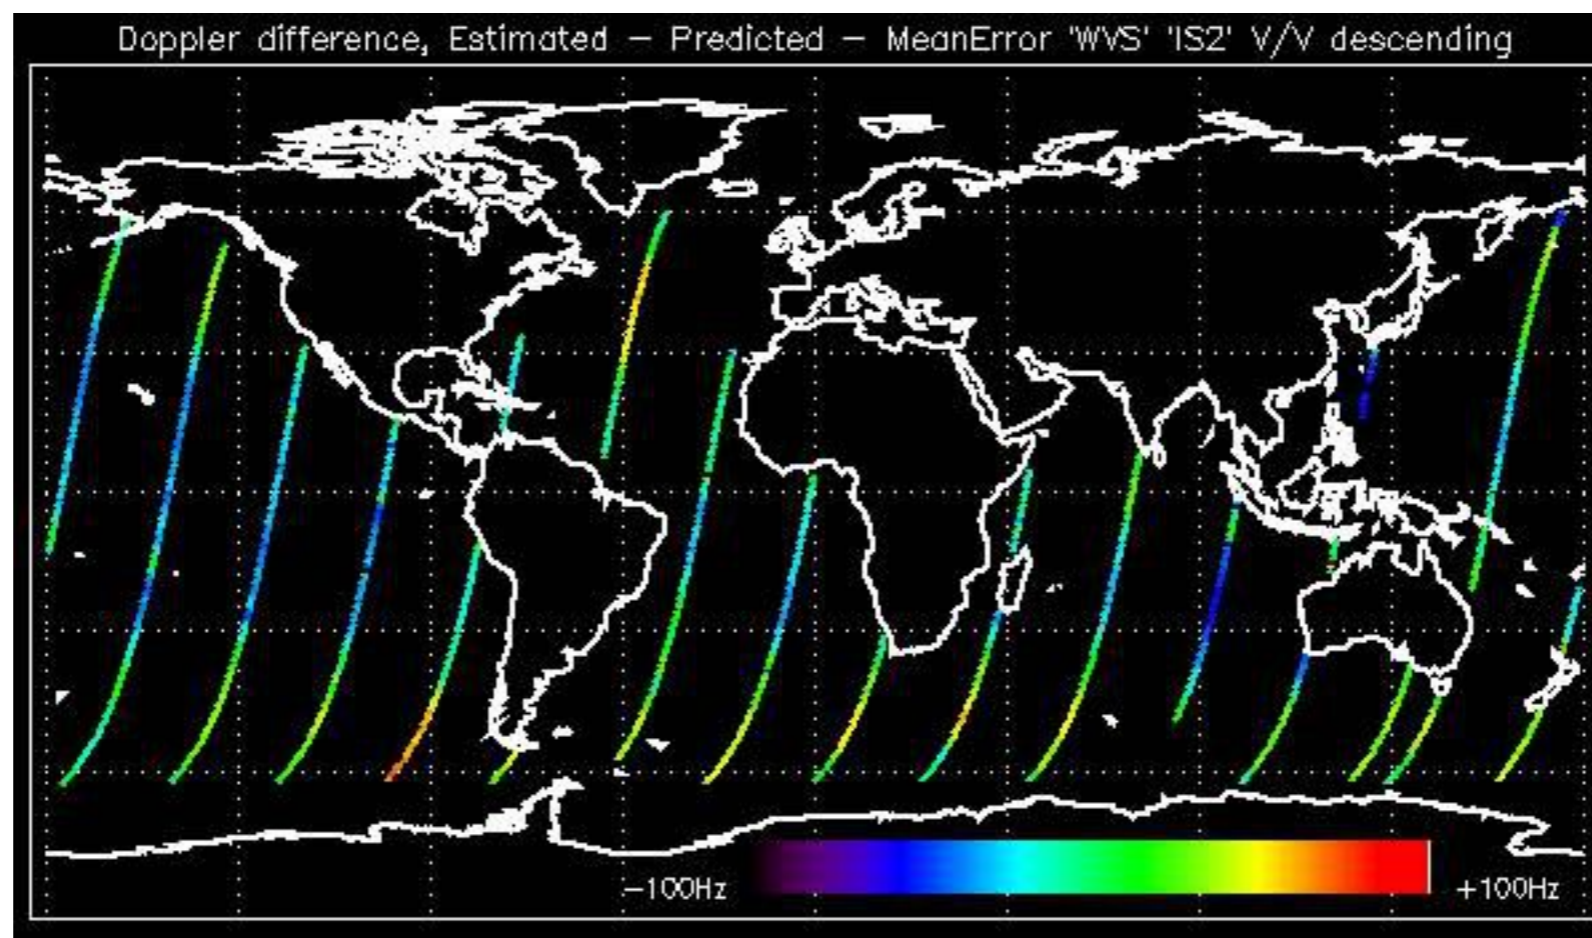 Doppler difference, Estimated – Predicted – MeanError 'WVS' 'IS2' V/V descending
–100Hz +100Hz